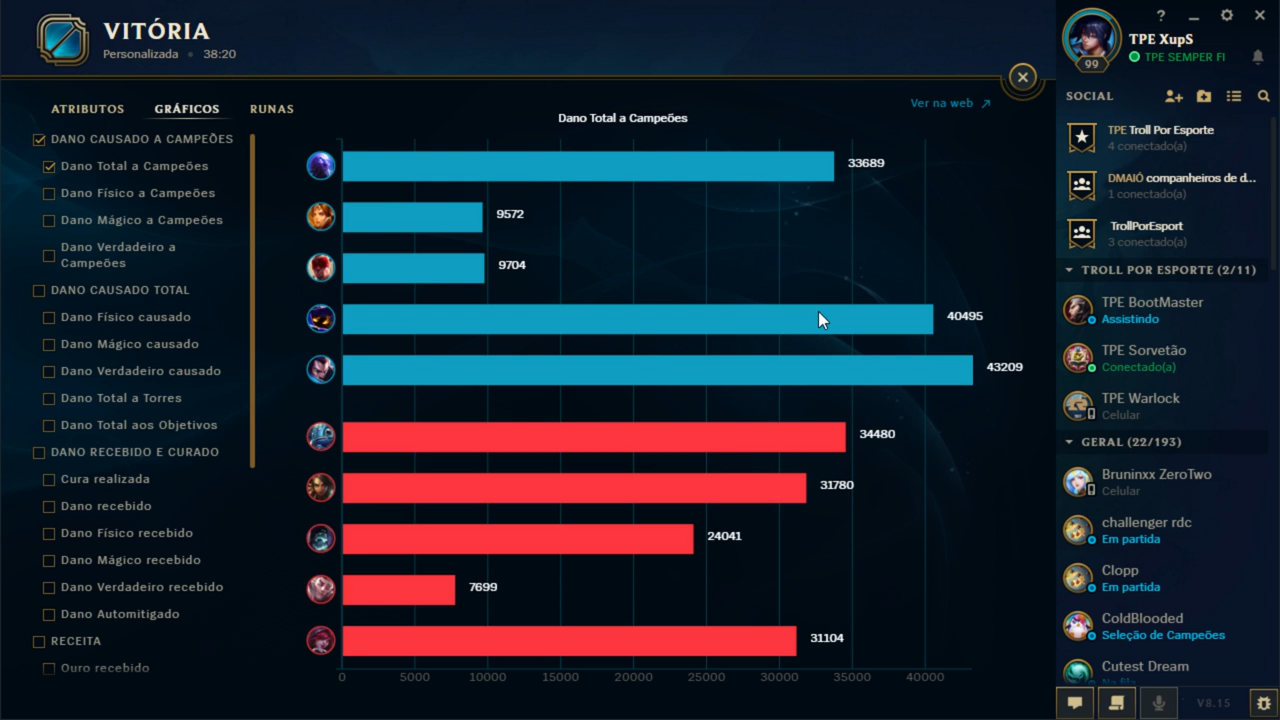 VITÓRIA
Personalizada • 38:20
ATRIBUTOS GRÁFICOS RUNAS
Ver na web
DANO CAUSADO A CAMPEÕES
Dano Total a Campeões
Dano Físico a Campeões
Dano Mágico a Campeões
Dano Verdadeiro a
Campeões
DANO CAUSADO TOTAL
Dano Físico causado
Dano Mágico causado
Dano Verdadeiro causado
Dano Total a Torres
Dano Total aos Objetivos
DANO RECEBIDO E CURADO
Cura realizada
Dano recebido
Dano Físico recebido
Dano Mágico recebido
Dano Verdadeiro recebido
Dano Automitigado
RECEITA
Ouro recebido
Dano Total a Campeões
33689
9572
9704
40495
43209
34480
31780
24041
7699
31104
0 5000 10000 15000 20000 25000 30000 35000 40000
?
99
TPE XupS
TPE SEMPER FI
SOCIAL
TPE Troll Por Esporte
4 conectado(a)
DMAIÓ companheiros de d...
1 conectado(a)
TrollPorEsport
3 conectado(a)
TROLL POR ESPORTE (2/11)
TPE BootMaster
Assistindo
TPE Sorvetão
Conectado(a)
TPE Warlock
Celular
GERAL (22/193)
Bruninxx ZeroTwo
Celular
challenger rdc
Em partida
Clopp
Em partida
ColdBlooded
Seleção de Campeões
Cutest Dream
Na fila
V8.15